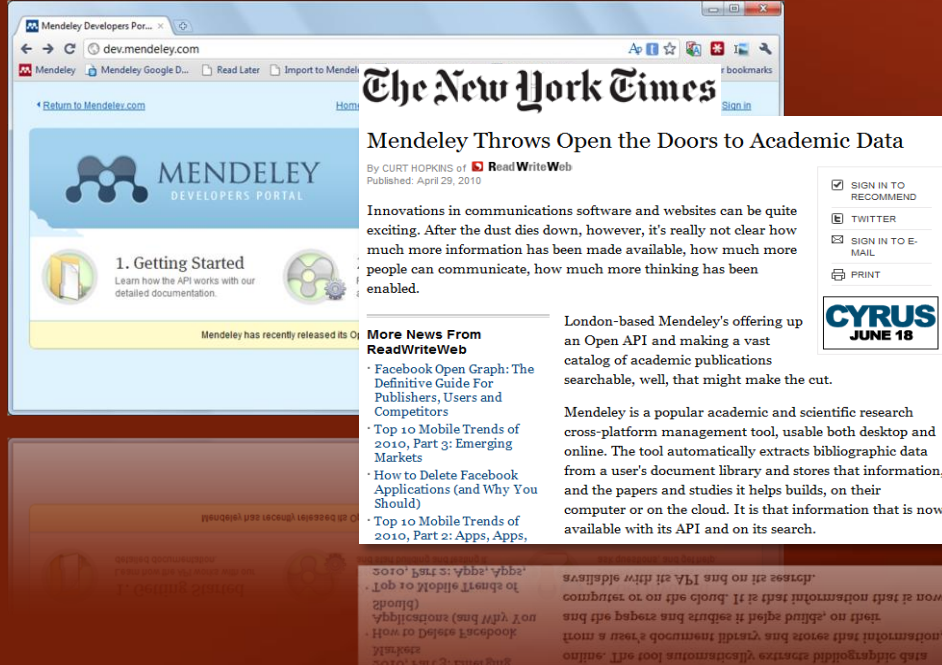 Mendeley Developers Por...
dev.mendeley.com
Mendeley
Mendeley Google D...
Read Later
Import to Mendele
r bookmarks
Return to Mendeley.com
Home
Sign in
MENDELEY
DEVELOPERS PORTAL
1. Getting Started
Learn how the API works with our
detailed documentation.
Mendeley has recently released its Op
The New York Times
Mendeley Throws Open the Doors to Academic Data
By CURT HOPKINS of ReadWriteWeb
Published: April 29, 2010
Innovations in communications software and websites can be quite
exciting. After the dust dies down, however, it's really not clear how
much more information has been made available, how much more
people can communicate, how much more thinking has been
enabled.
SIGN IN TO
RECOMMEND
TWITTER
SIGN IN TO E-
MAIL
PRINT
CYRUS
JUNE 18
More News From
ReadWriteWeb
· Facebook Open Graph: The
Definitive Guide For
Publishers, Users and
Competitors
· Top 10 Mobile Trends of
2010, Part 3: Emerging
Markets
· How to Delete Facebook
Applications (and Why You
Should)
· Top 10 Mobile Trends of
2010, Part 2: Apps, Apps,
London-based Mendeley's offering up
an Open API and making a vast
catalog of academic publications
searchable, well, that might make the cut.
Mendeley is a popular academic and scientific research
cross-platform management tool, usable both desktop and
online. The tool automatically extracts bibliographic data
from a user's document library and stores that information,
and the papers and studies it helps builds, on their
computer or on the cloud. It is that information that is now
available with its API and on its search.